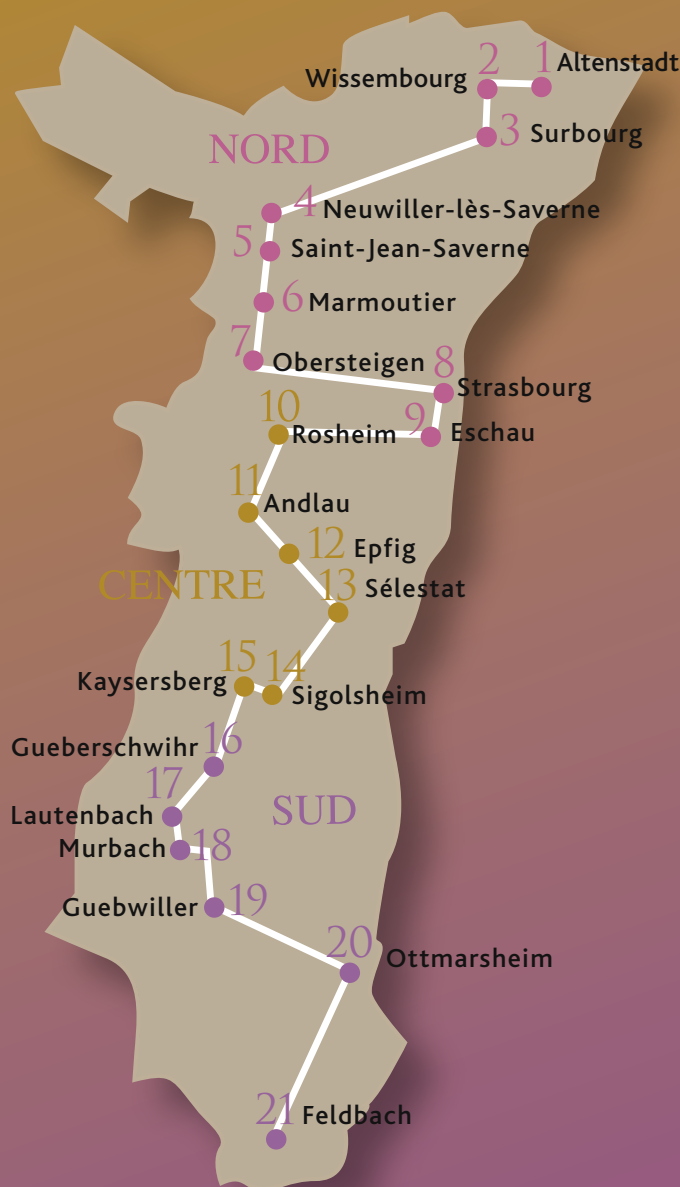 2 1 Altenstadt
Wissembourg
3 Surbourg
NORD
4 Neuwiller-lès-Saverne
5 Saint-Jean-Saverne
6 Marmoutier
7 Obersteigen
8 Strasbourg
9 Eschau
10 Rosheim
11 Andlau
12 Epfig
CENTRE
13 Sélestat
14 Sigolsheim
Kaysersberg 15
Gueberschwihr 16
17
Lautenbach
SUD
Murbach 18
Guebwiller 19
20 Ottmarsheim
21 Feldbach